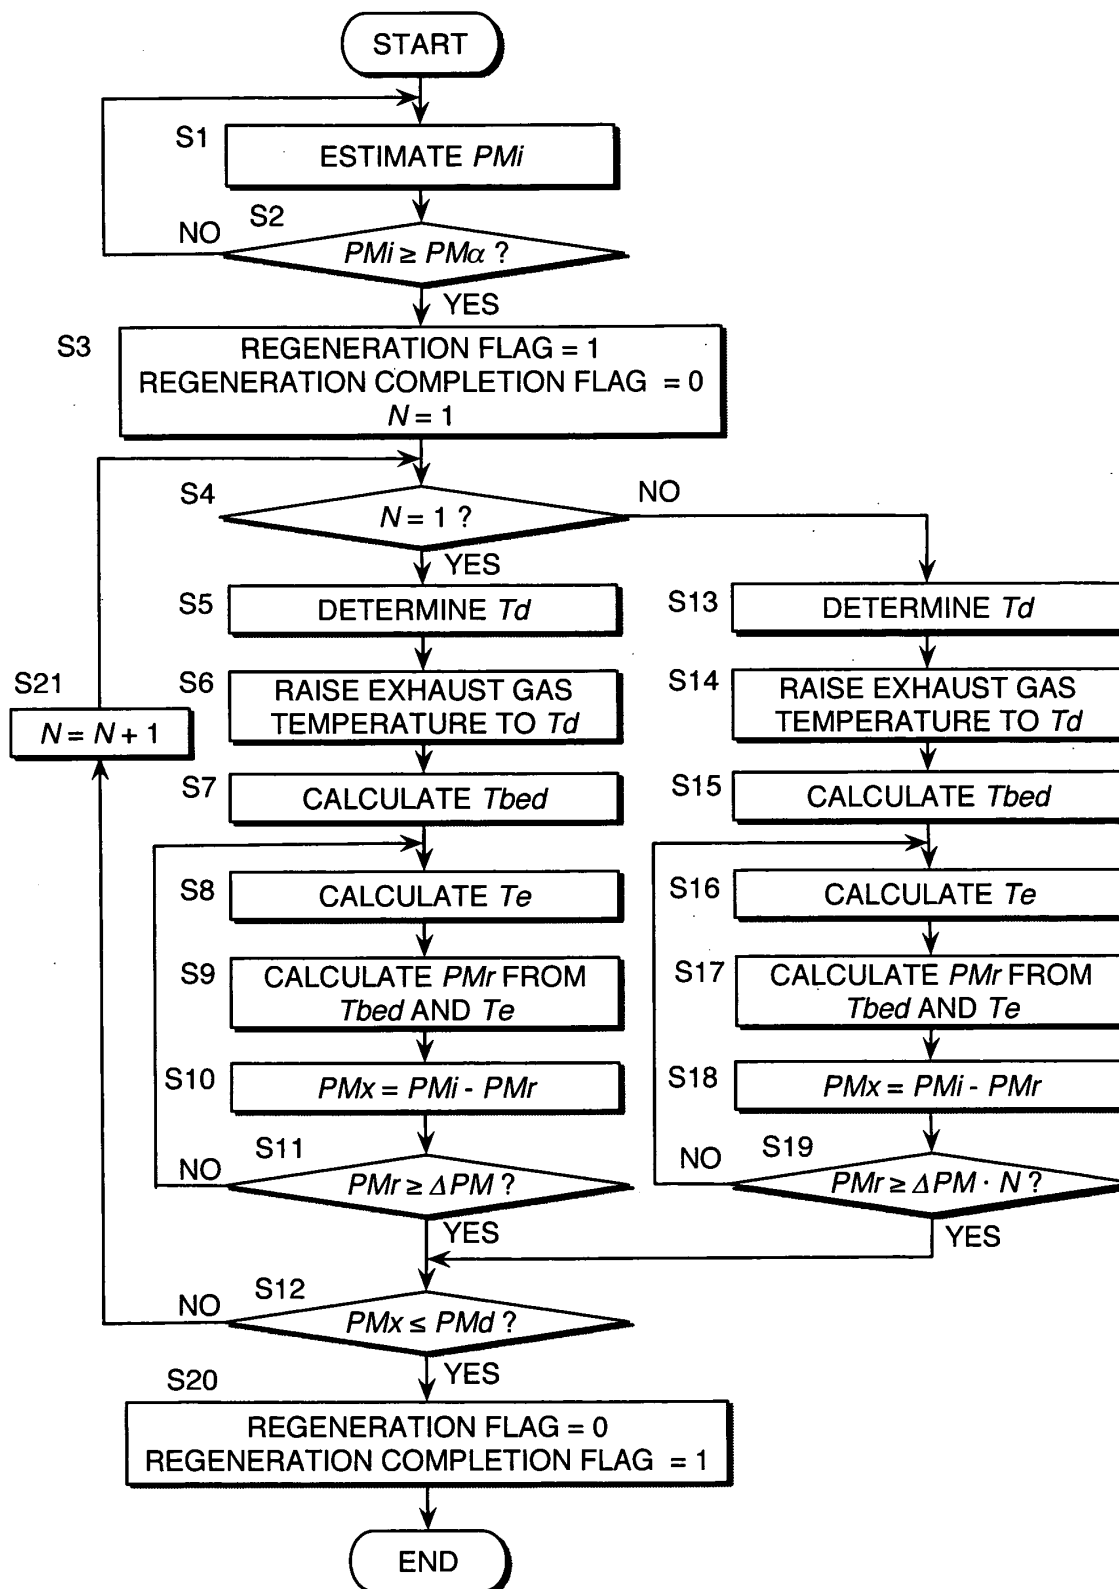 START
S1
ESTIMATE PMi
S2
NO
PMi ≥ PMα ?
YES
S3
REGENERATION FLAG = 1
REGENERATION COMPLETION FLAG = 0
N = 1
S4
N = 1 ?
NO
YES
S5
DETERMINE Td
S13
DETERMINE Td
S21
N = N + 1
S6
RAISE EXHAUST GAS
TEMPERATURE TO Td
S14
RAISE EXHAUST GAS
TEMPERATURE TO Td
S7
CALCULATE Tbed
S15
CALCULATE Tbed
S8
CALCULATE Te
S16
CALCULATE Te
S9
CALCULATE PMr FROM
Tbed AND Te
S17
CALCULATE PMr FROM
Tbed AND Te
S10
PMx = PMi - PMr
S18
PMx = PMi - PMr
S11
NO
PMr ≥ ΔPM ?
YES
S19
NO
PMr ≥ ΔPM · N ?
YES
S12
NO
PMx ≤ PMd ?
YES
S20
REGENERATION FLAG = 0
REGENERATION COMPLETION FLAG = 1
END